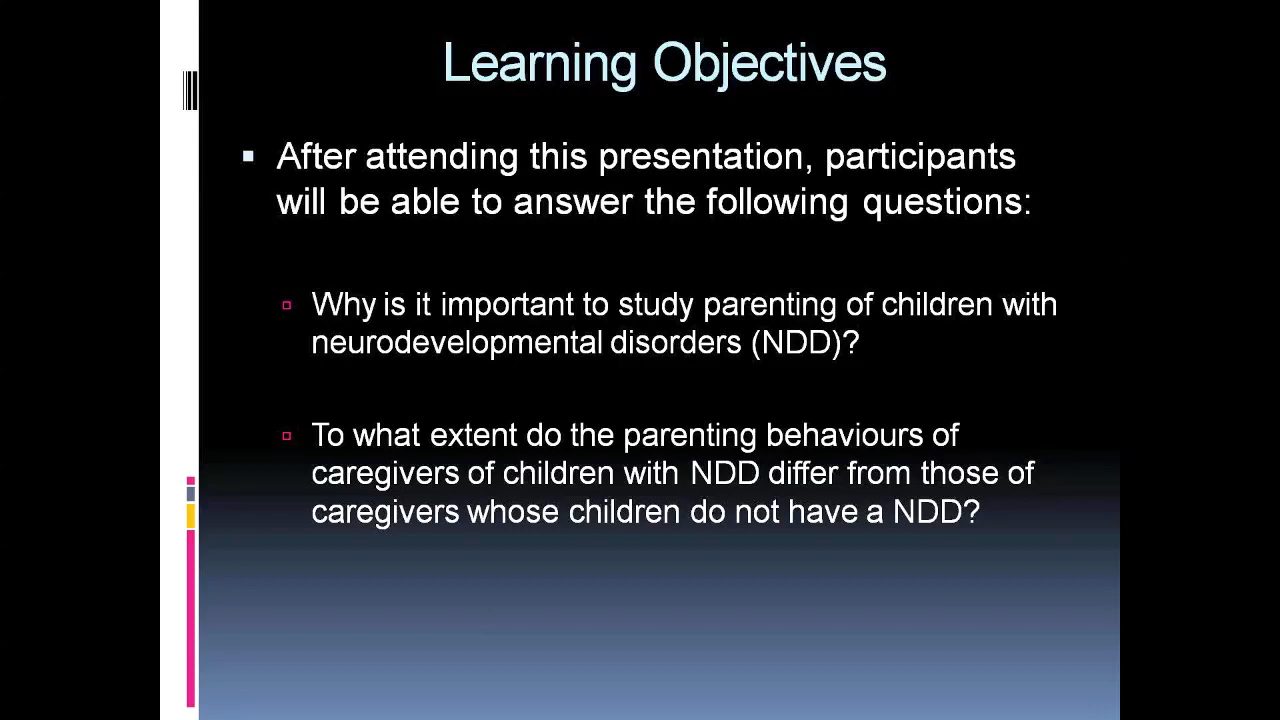 Learning Objectives
After attending this presentation, participants
will be able to answer the following questions:
Why is it important to study parenting of children with
neurodevelopmental disorders (NDD)?
To what extent do the parenting behaviours of
caregivers of children with NDD differ from those of
caregivers whose children do not have a NDD?